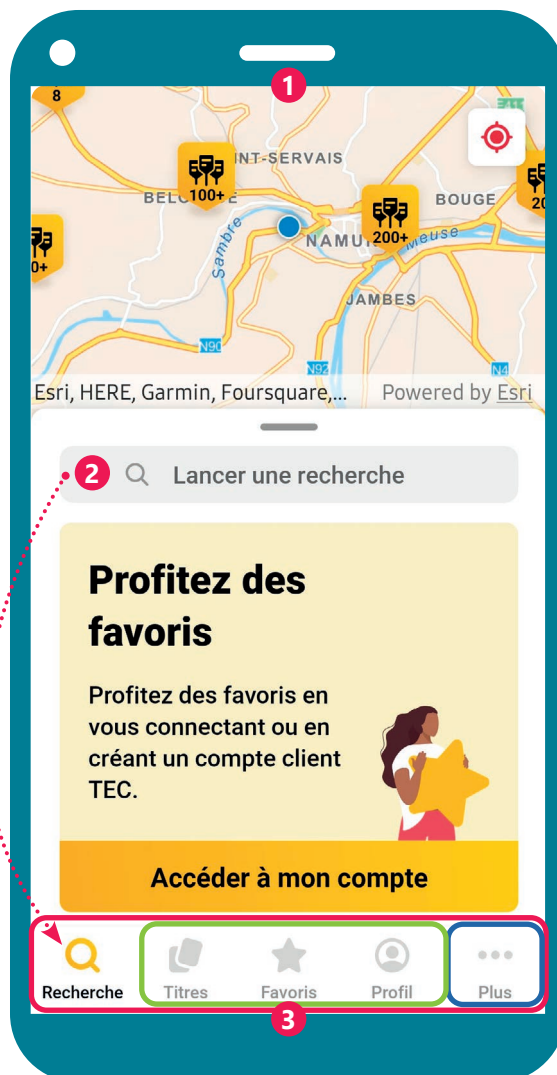 1
8
INT-SERVAIS
100+
BEL
E
BOUGE
20
0+
Sambre
NAMU
200+
Meuse
JAMBES
N90
N92
N4
Esri, HERE, Garmin, Foursquare,...
Powered by Esri
2
Lancer une recherche
Profitez des
favoris
Profitez des favoris en
vous connectant ou en
créant un compte client
TEC.
Accéder à mon compte
Recherche
Titres
Favoris
Profil
Plus
3